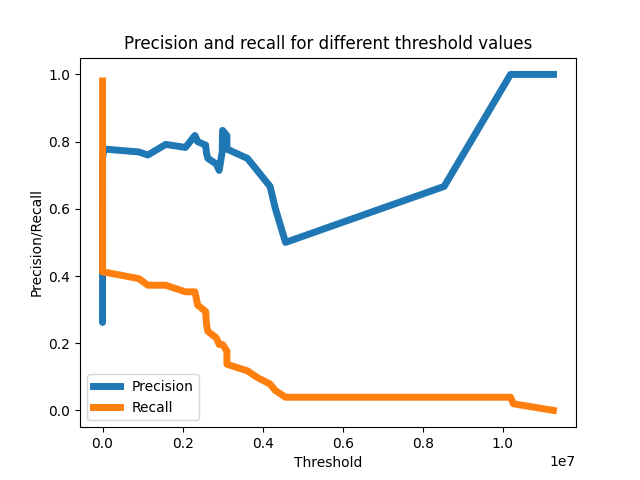 Precision and recall for different threshold values
Precision/Recall
1.0
0.8
0.6
0.4
0.2
0.0
Precision
Recall
0.0 0.2 0.4 0.6 0.8 1.0
1e7
Threshold